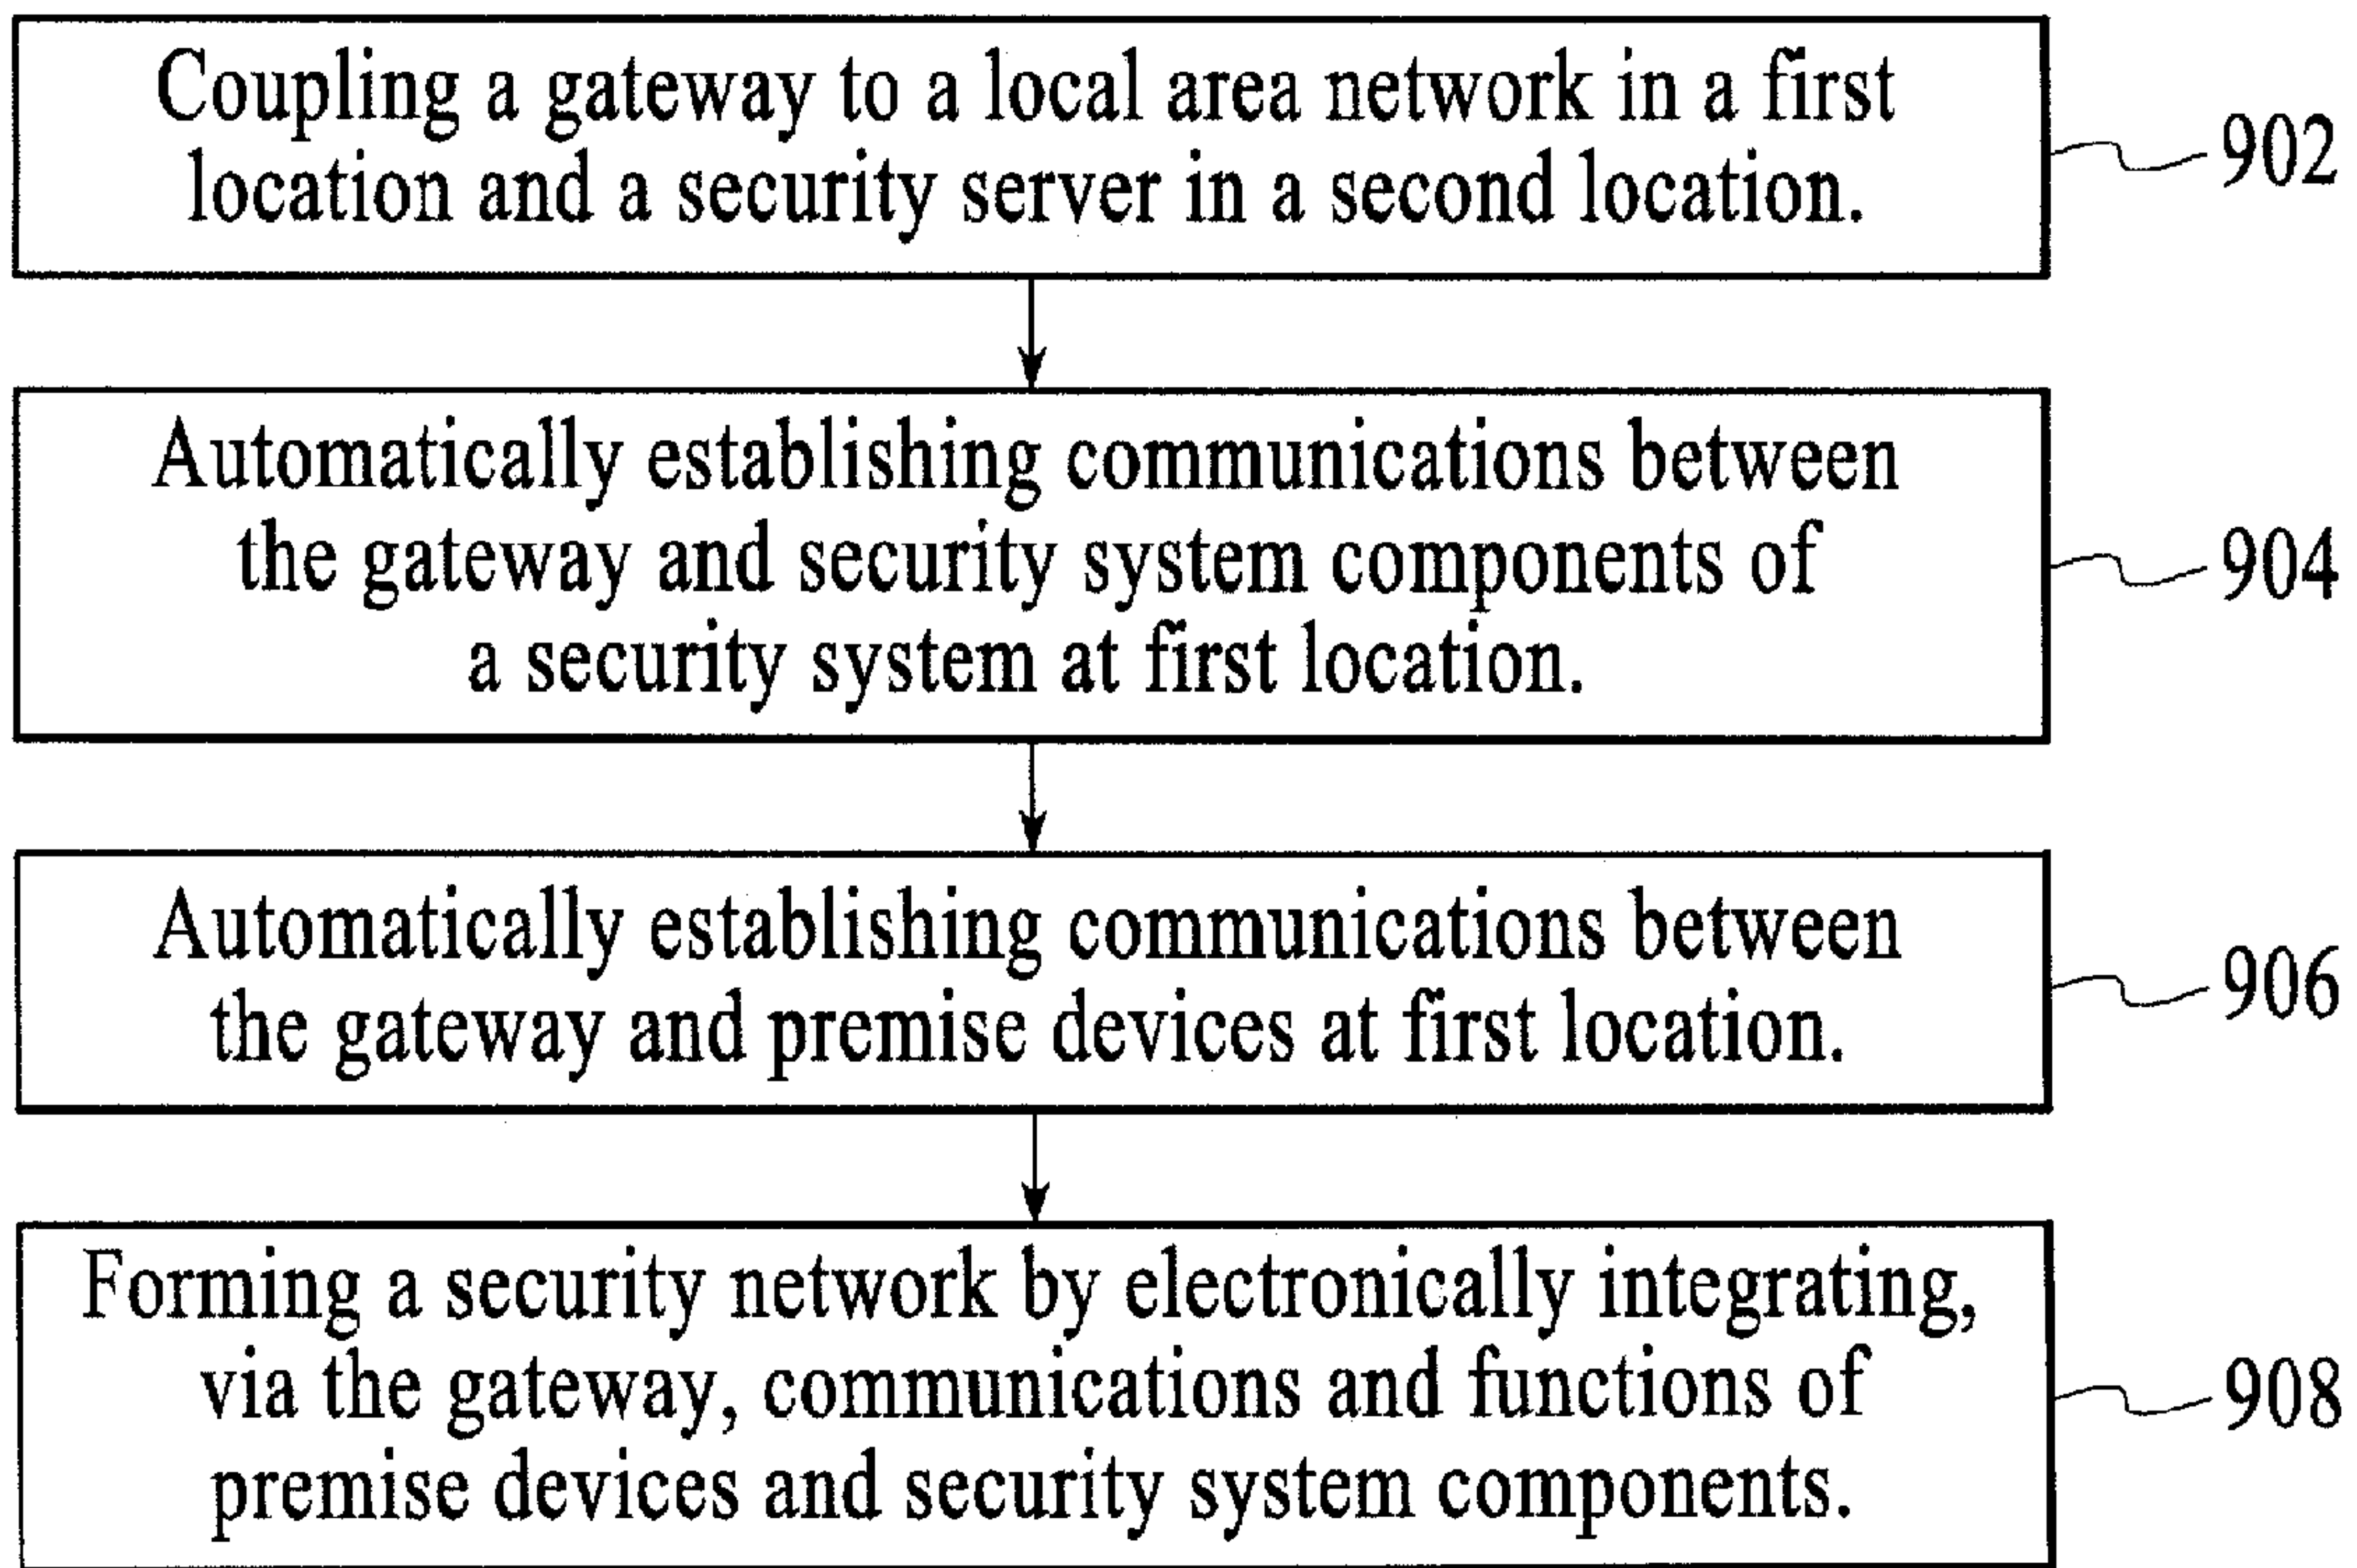 Coupling a gateway to a local area network in a first
location and a security server in a second location.
902
Automatically establishing communications between
the gateway and security system components of
a security system at first location.
904
Automatically establishing communications between
the gateway and premise devices at first location.
906
Forming a security network by electronically integrating,
via the gateway, communications and functions of
premise devices and security system components.
908